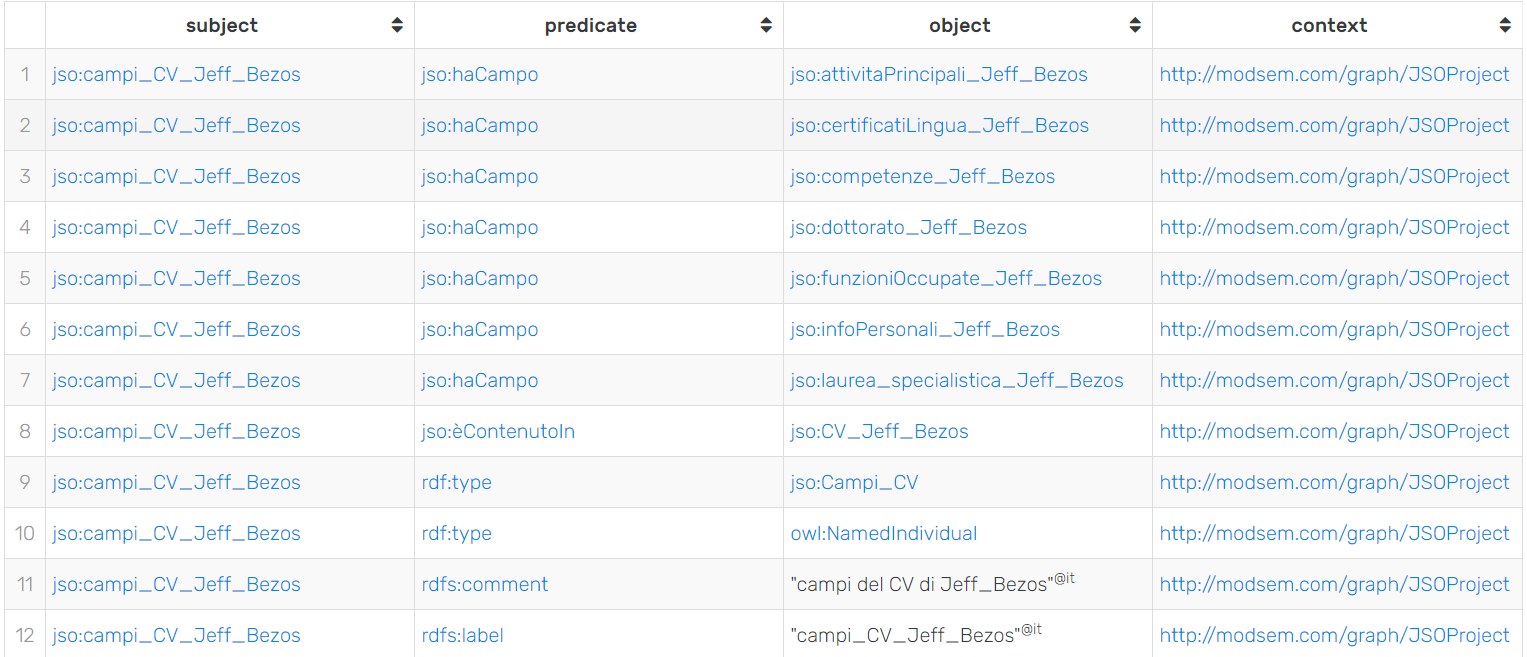 subject predicate object context
1 jso:campi_CV_Jeff_Bezos jso:haCampo jso:attivitaPrincipali_Jeff_Bezos http://modsem.com/graph/JSOProject
2 jso:campi_CV_Jeff_Bezos jso:haCampo jso:certificatiLingua_Jeff_Bezos http://modsem.com/graph/JSOProject
3 jso:campi_CV_Jeff_Bezos jso:haCampo jso:competenze_Jeff_Bezos http://modsem.com/graph/JSOProject
4 jso:campi_CV_Jeff_Bezos jso:haCampo jso:dottorato_Jeff_Bezos http://modsem.com/graph/JSOProject
5 jso:campi_CV_Jeff_Bezos jso:haCampo jso:funzioniOccupate_Jeff_Bezos http://modsem.com/graph/JSOProject
6 jso:campi_CV_Jeff_Bezos jso:haCampo jso:infoPersonali_Jeff_Bezos http://modsem.com/graph/JSOProject
7 jso:campi_CV_Jeff_Bezos jso:haCampo jso:laurea_specialistica_Jeff_Bezos http://modsem.com/graph/JSOProject
8 jso:campi_CV_Jeff_Bezos jso:èContenutoIn jso:CV_Jeff_Bezos http://modsem.com/graph/JSOProject
9 jso:campi_CV_Jeff_Bezos rdf:type jso:Campi_CV http://modsem.com/graph/JSOProject
10 jso:campi_CV_Jeff_Bezos rdf:type owl:NamedIndividual http://modsem.com/graph/JSOProject
11 jso:campi_CV_Jeff_Bezos rdfs:comment "campi del CV di Jeff_Bezos"@it http://modsem.com/graph/JSOProject
12 jso:campi_CV_Jeff_Bezos rdfs:label "campi_CV_Jeff_Bezos"@it http://modsem.com/graph/JSOProject